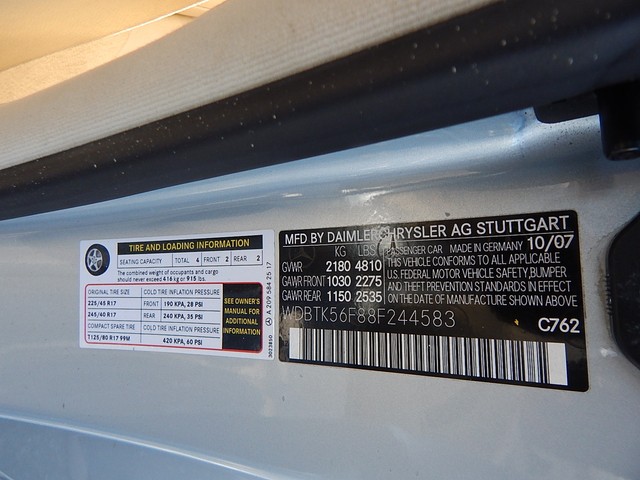 TIRE AND LOADING INFORMATION
SEATING CAPACITY TOTAL 4 FRONT 2 REAR 2
The combined weight of occupants and cargo
should never exceed 416 kg or 915 lbs.
ORIGINAL TIRE SIZE COLD TIRE INFLATION PRESSURE
225/45 R17 FRONT 190 KPA, 28 PSI
245/40 R17 REAR 240 KPA, 35 PSI
COMPACT SPARE TIRE COLD TIRE INFLATION PRESSURE
T125/80 R17 99M 420 KPA, 60 PSI
SEE OWNER'S
MANUAL FOR
ADDITIONAL
INFORMATION
A 209 584 25 17
MFD BY DAIMLERCHRYSLER AG STUTTGART
KG LBS PASSENGER CAR MADE IN GERMANY 10/07
GVWR 2180 4810
GAWR FRONT 1030 2275
GAWR REAR 1150 2535
THIS VEHICLE CONFORMS TO ALL APPLICABLE
U.S. FEDERAL MOTOR VEHICLE SAFETY, BUMPER
AND THEFT PREVENTION STANDARDS IN EFFECT
ON THE DATE OF MANUFACTURE SHOWN ABOVE
WDBTK56F88F244583
C762